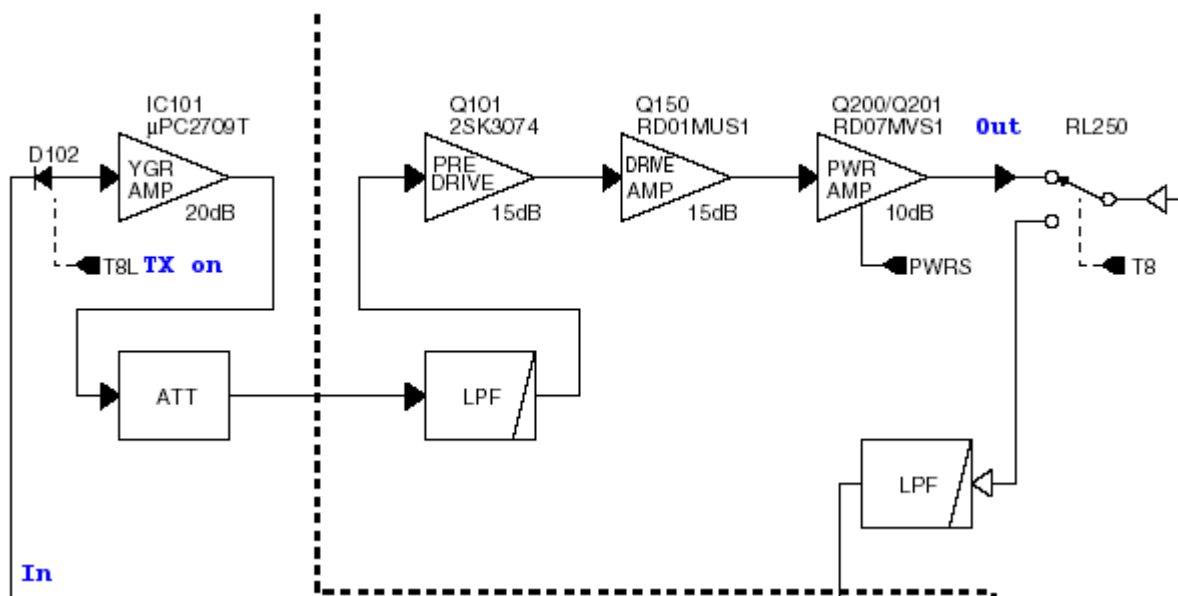 IC101
µPC2709T
D102
YGR
AMP
20dB
T8L TX on
ATT
In
Q101
2SK3074
PRE
DRIVE
15dB
LPF
Q150
RD01MUS1
DRIVE
AMP
15dB
Q200/Q201
RD07MVS1
PWR
AMP
10dB
PWRS
Out
RL250
T8
LPF